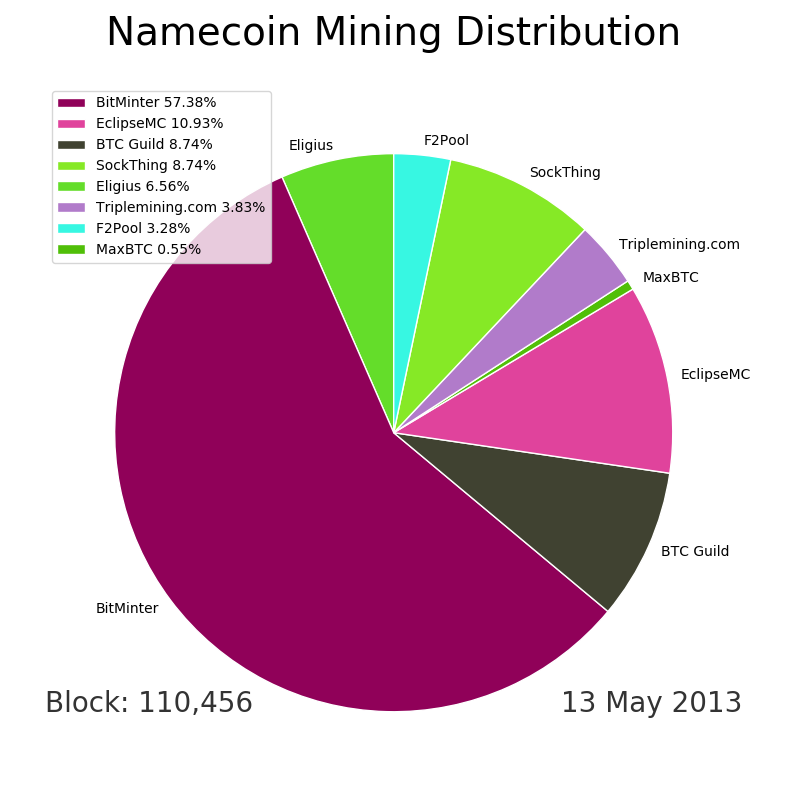 Namecoin Mining Distribution
BitMinter 57.38%
EclipseMC 10.93%
BTC Guild 8.74%
SockThing 8.74%
Eligius 6.56%
Triplemining.com 3.83%
F2Pool 3.28%
MaxBTC 0.55%
F2Pool
Eligius
SockThing
Triplemining.com
MaxBTC
EclipseMC
BTC Guild
BitMinter
Block: 110,456
13 May 2013